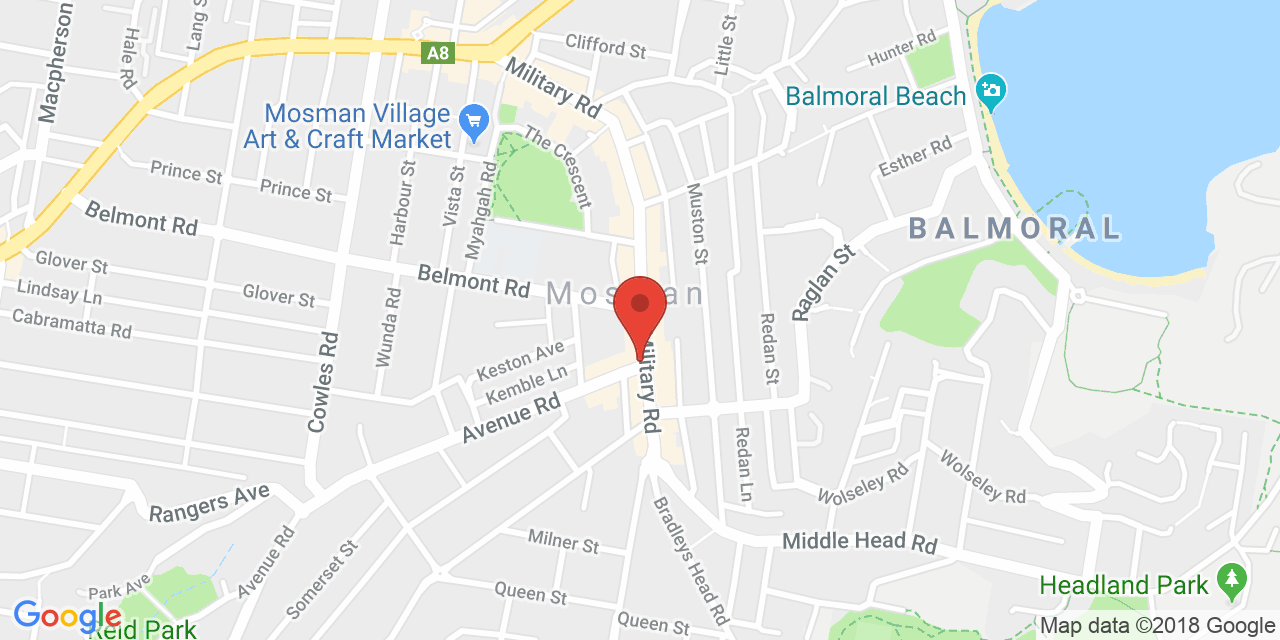 Macpherson
Hale Rd
Lang S
A8
Clifford St
Little St
Hunter Rd
Military Rd
Balmoral Beach
Mosman Village
Art & Craft Market
The Crescent
Esther Rd
Prince St
Prince St
Harbour St
Vista St
Myahgah Rd
Muston St
Belmont Rd
BALMORAL
Glover St
Raglan St
Lindsay Ln
Glover St
Belmont Rd
Cabramatta Rd
Wunda Rd
Redan St
Keston Ave
Military Rd
Cowles Rd
Kemble Ln
Avenue Rd
Redan Ln
Wolseley Rd
Wolseley Rd
Rangers Ave
Bradleys Head Rd
Milner St
Middle Head Rd
Avenue Rd
Somerset St
Park Ave
Queen St
Headland Park
Google
Reid Park
Queen St
Map data ©2018 Google